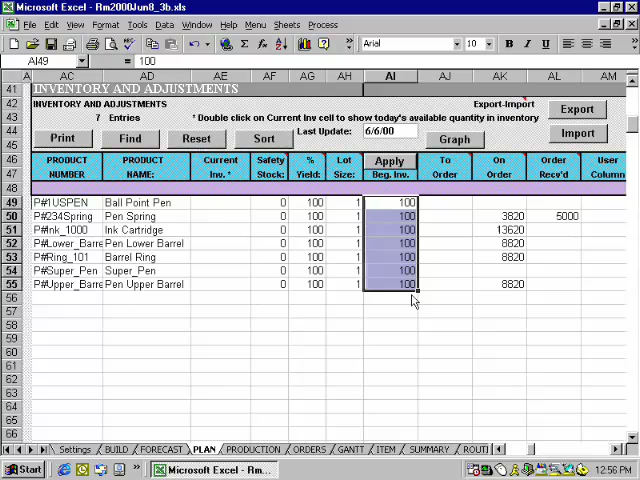 Microsoft Excel - Rm2000Jun8_3b.xls
File Edit View Insert Format Tools Data Window Menu Sheets Process
Arial 10 B I U
AI49 = 100
AC AD AE AF AG AH AI AJ AK AL AM
41 INVENTORY AND ADJUSTMENTS
42 INVENTORY AND ADJUSTMENTS Export-Import
43 7 Entries * Double click on Current Inv cell to show today's available quantity in inventory Export
44 Print Find Reset Sort Last Update: 6/6/00 Graph Import
46 PRODUCT PRODUCT Current Safety % Lot Apply To On Order User
47 NUMBER NAME: Inv. * Stock: Yield: Size: Beg. Inv. Order Order Recv'd Column
48
49 P#1USPEN Ball Point Pen 0 100 1 100
50 P#234Spring Pen Spring 0 100 1 100 3820 5000
51 P#Ink_1000 Ink Cartridge 0 100 1 100 13620
52 P#Lower_Barre Pen Lower Barrel 0 100 1 100 8820
53 P#Ring_101 Barrel Ring 0 100 1 100 8820
54 P#Super_Pen Super_Pen 0 100 1 100
55 P#Upper_Barre Pen Upper Barrel 0 100 1 100 8820
56
57
58
59
60
61
62
63
64
65
66
Settings BUILD FORECAST PLAN PRODUCTION ORDERS GANTT ITEM SUMMARY ROUTI
Start Microsoft Excel - Rm... 12:56 PM